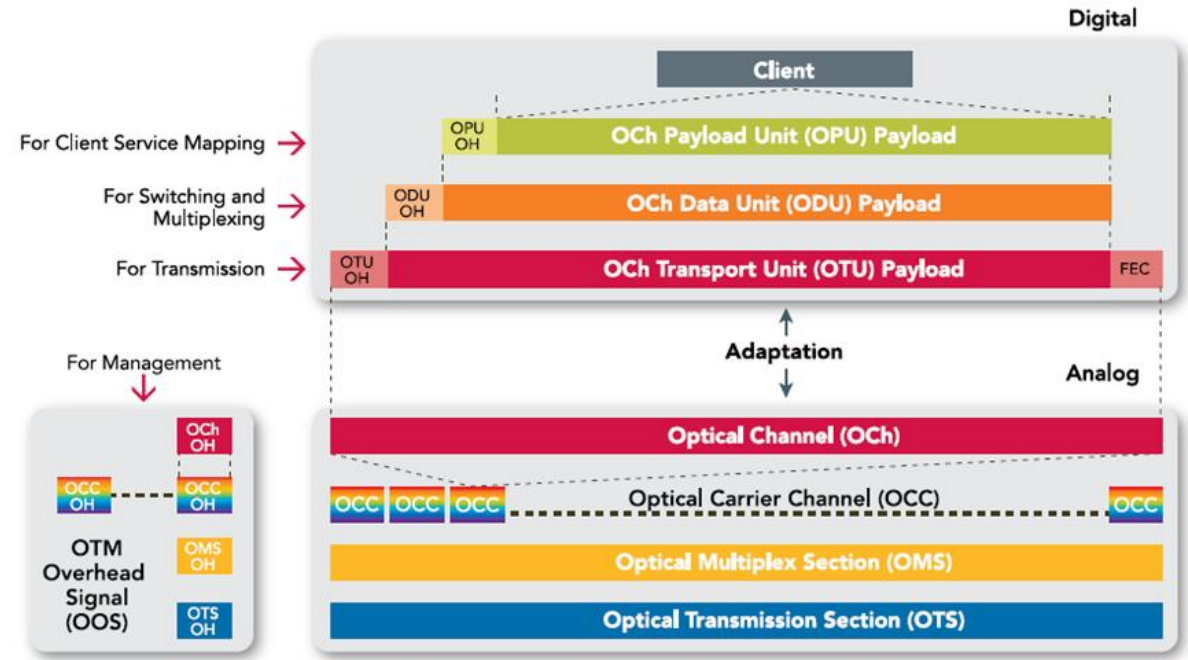 Digital
Client
For Client Service Mapping
OPU
OH
OCh Payload Unit (OPU) Payload
For Switching and
Multiplexing
ODU
OH
OCh Data Unit (ODU) Payload
For Transmission
OTU
OH
OCh Transport Unit (OTU) Payload
FEC
Adaptation
Analog
For Management
OCh
OH
OCC
OH
OCC
OH
OTM
Overhead
Signal
(OOS)
OMS
OH
OTS
OH
Optical Channel (OCh)
OCC
OCC
OCC
Optical Carrier Channel (OCC)
OCC
Optical Multiplex Section (OMS)
Optical Transmission Section (OTS)